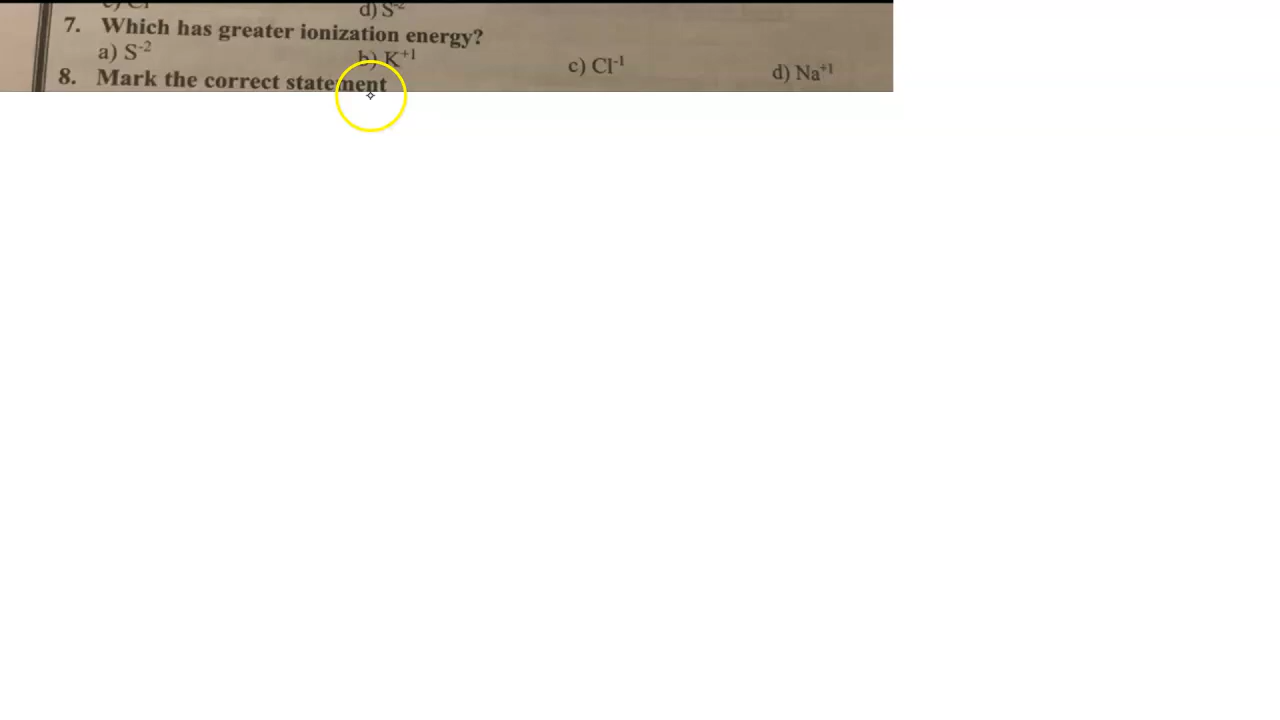 d) S⁻²
7. Which has greater ionization energy?
a) S⁻² b) K⁺¹ c) Cl⁻¹ d) Na⁺¹
8. Mark the correct statement